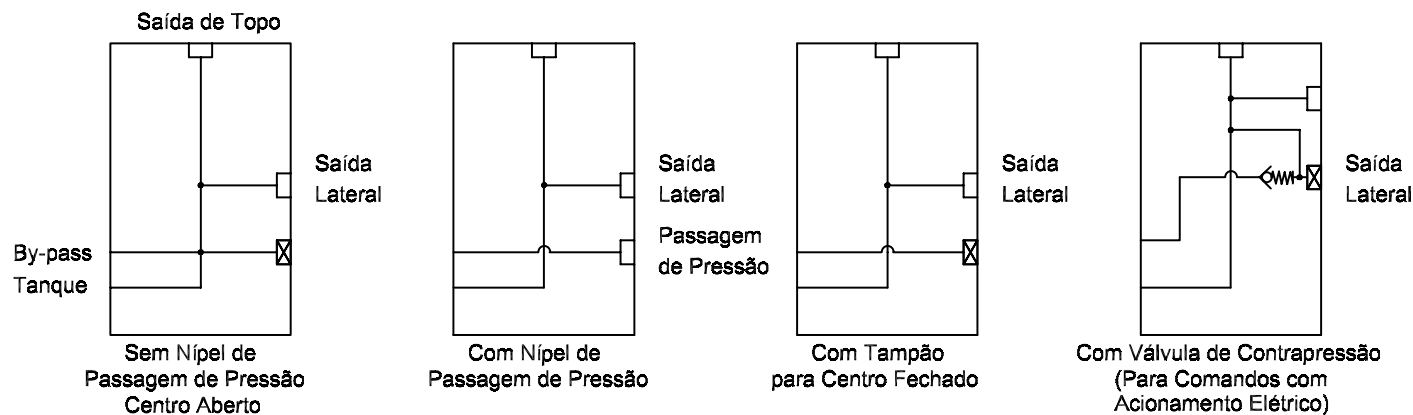 Saída de Topo
Saída
Lateral
By-pass
Tanque
Sem Nípel de
Passagem de Pressão
Centro Aberto
Saída
Lateral
Passagem
de Pressão
Com Nípel de
Passagem de Pressão
Saída
Lateral
Com Tampão
para Centro Fechado
Saída
Lateral
Com Válvula de Contrapressão
(Para Comandos com
Acionamento Elétrico)